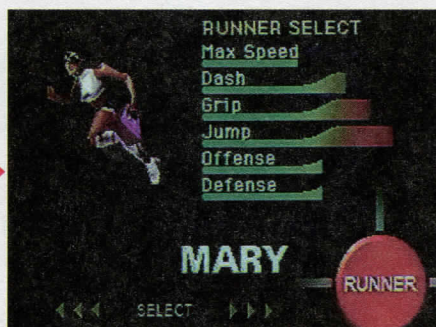 RUNNER SELECT
Max Speed
Dash
Grip
Jump
Offense
Defense
MARY
RUNNER
SELECT